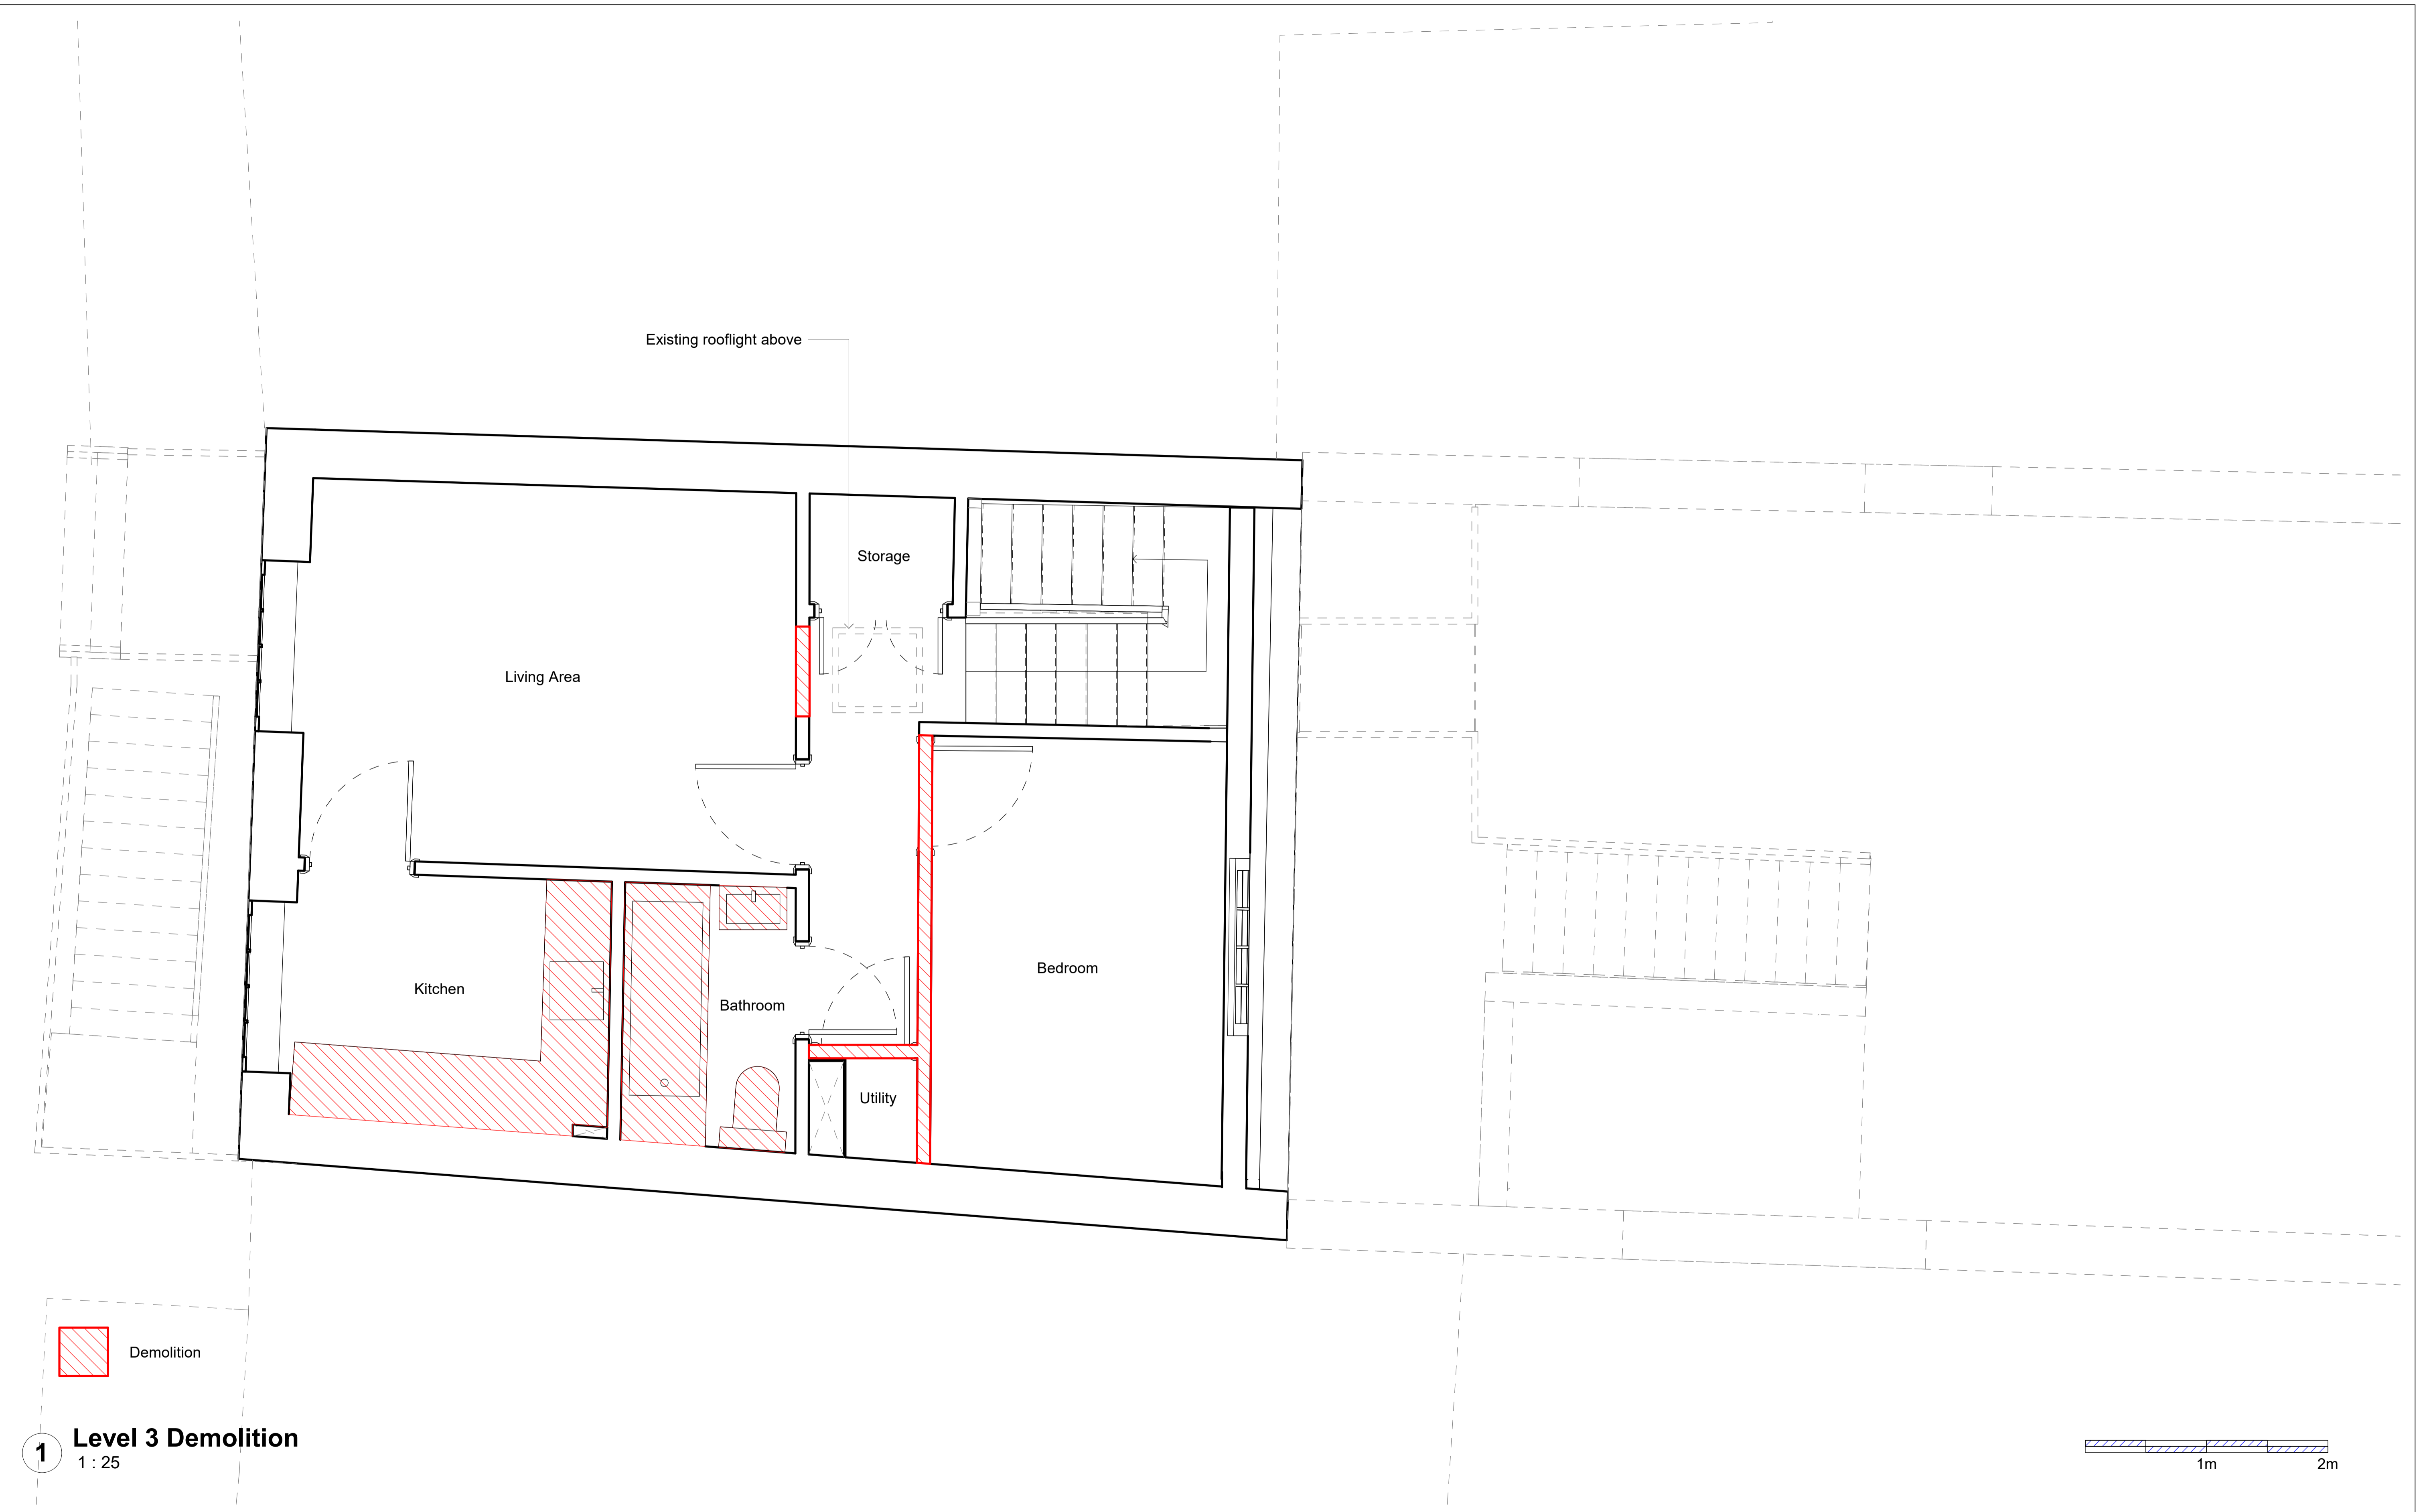 Existing rooflight above
Storage
Living Area
Bedroom
Kitchen
Bathroom
Utility
Demolition
1
Level 3 Demolition
1 : 25
1m
2m